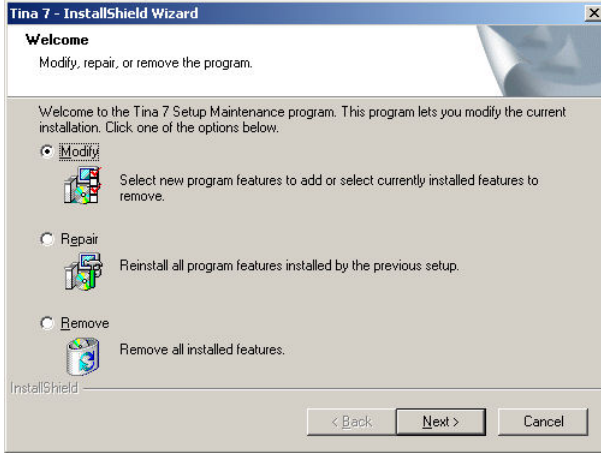 Tina 7 - InstallShield Wizard
Welcome
Modify, repair, or remove the program.
Welcome to the Tina 7 Setup Maintenance program. This program lets you modify the current
installation. Click one of the options below.
Modify
Select new program features to add or select currently installed features to
remove.
Repair
Reinstall all program features installed by the previous setup.
Remove
Remove all installed features.
InstallShield
< Back Next > Cancel